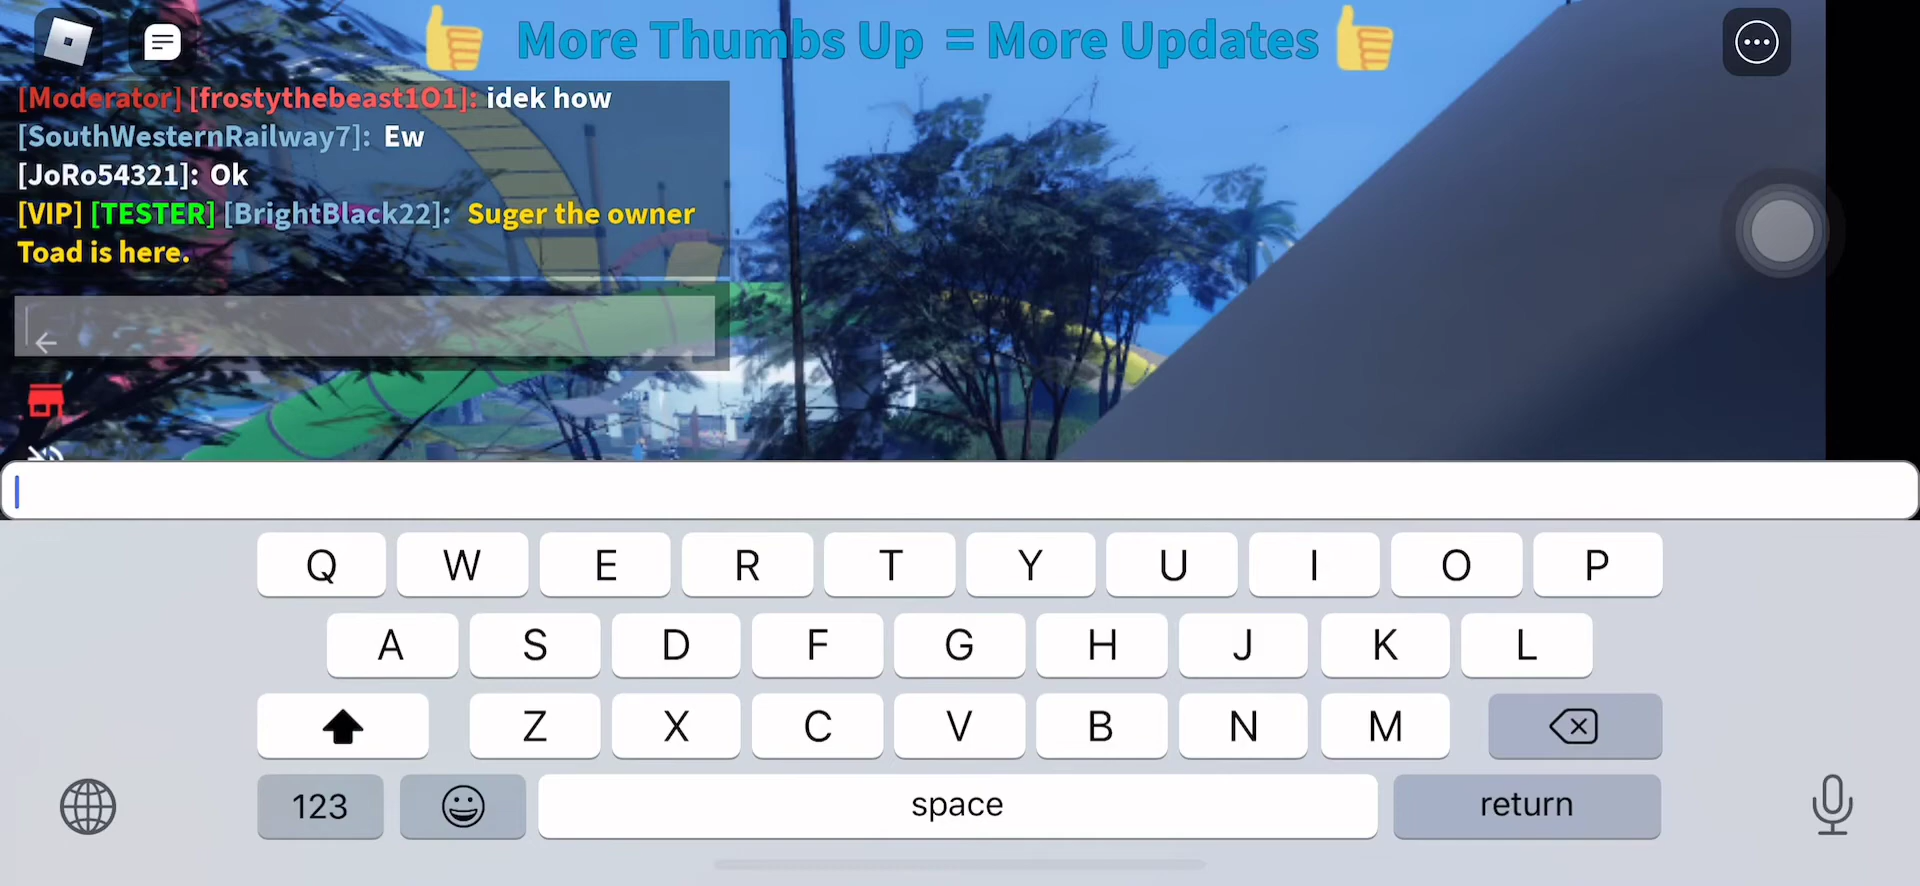 More Thumbs Up = More Updates
[Moderator] [frostythebeast101]: idek how
[SouthWesternRailway7]: Ew
[JoRo54321]: Ok
[VIP] [TESTER] [BrightBlack22]: Suger the owner
Toad is here.
Q W E R T Y U I O P
A S D F G H J K L
Z X C V B N M
123 space return